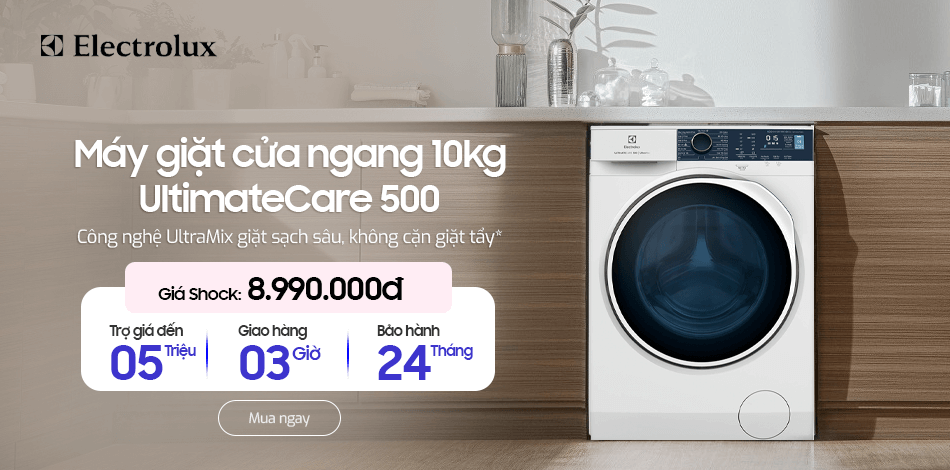 Electrolux
Máy giặt cửa ngang 10kg
UltimateCare 500
Công nghệ UltraMix giặt sạch sâu, không cặn giặt tẩy*
Giá Shock: 8.990.000đ
Trợ giá đến
05 Triệu
Giao hàng
03 Giờ
Bảo hành
24 Tháng
Mua ngay
Electrolux